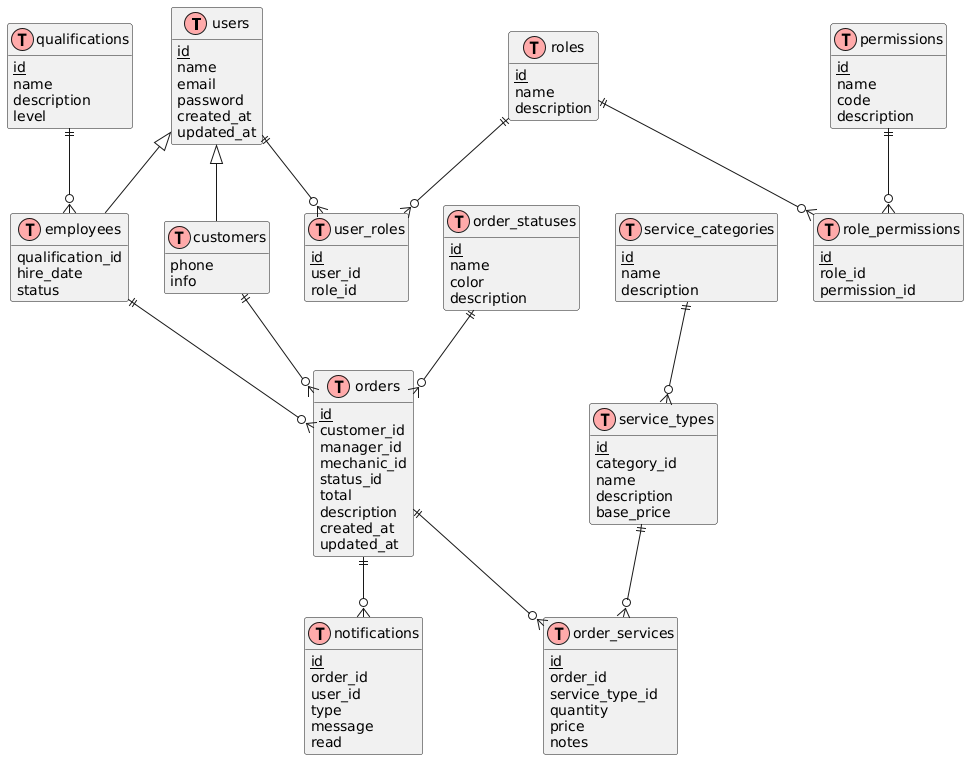 T qualifications
id
name
description
level
T users
id
name
email
password
created_at
updated_at
T roles
id
name
description
T permissions
id
name
code
description
T employees
qualification_id
hire_date
status
T customers
phone
info
T user_roles
id
user_id
role_id
T order_statuses
id
name
color
description
T service_categories
id
name
description
T role_permissions
id
role_id
permission_id
T orders
id
customer_id
manager_id
mechanic_id
status_id
total
description
created_at
updated_at
T service_types
id
category_id
name
description
base_price
T notifications
id
order_id
user_id
type
message
read
T order_services
id
order_id
service_type_id
quantity
price
notes